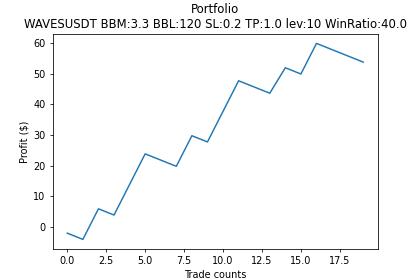 Portfolio
WAVESUSDT BBM:3.3 BBL:120 SL:0.2 TP:1.0 lev:10 WinRatio:40.0
60
50
40
30
20
10
0
Profit ($)
0.0 2.5 5.0 7.5 10.0 12.5 15.0 17.5
Trade counts